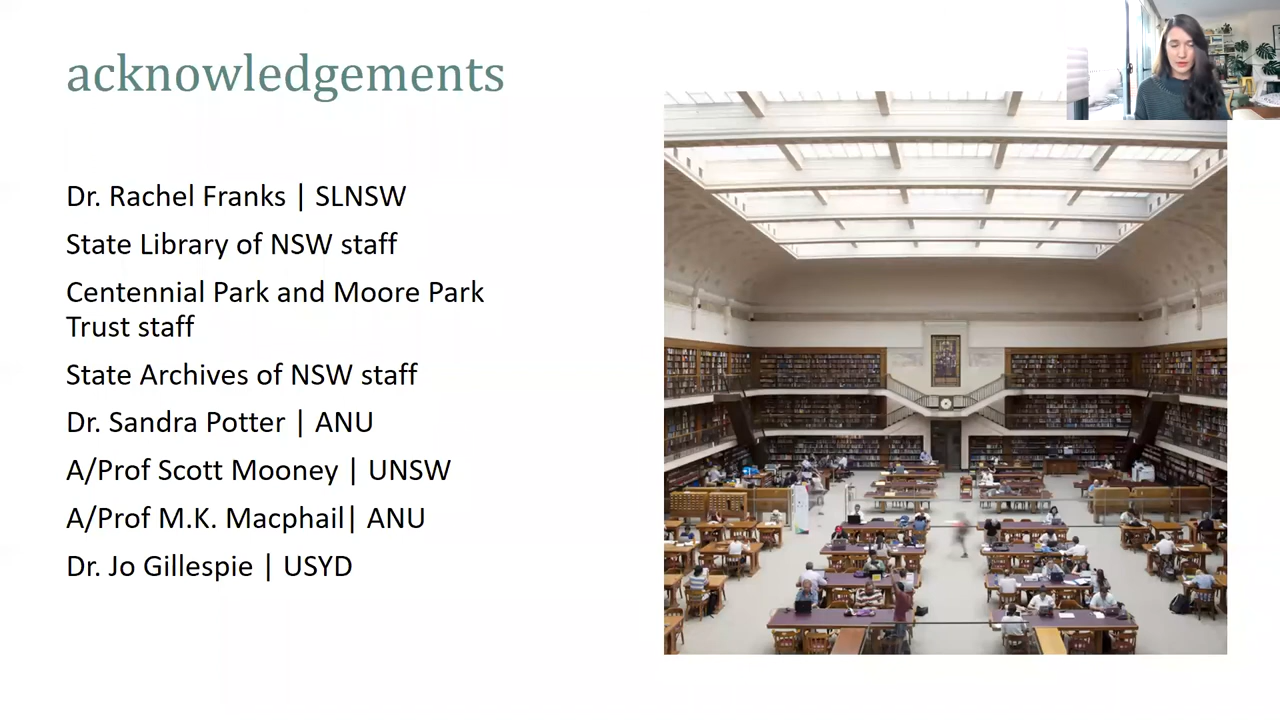 acknowledgements
Dr. Rachel Franks | SLNSW
State Library of NSW staff
Centennial Park and Moore Park
Trust staff
State Archives of NSW staff
Dr. Sandra Potter | ANU
A/Prof Scott Mooney | UNSW
A/Prof M.K. Macphail| ANU
Dr. Jo Gillespie | USYD